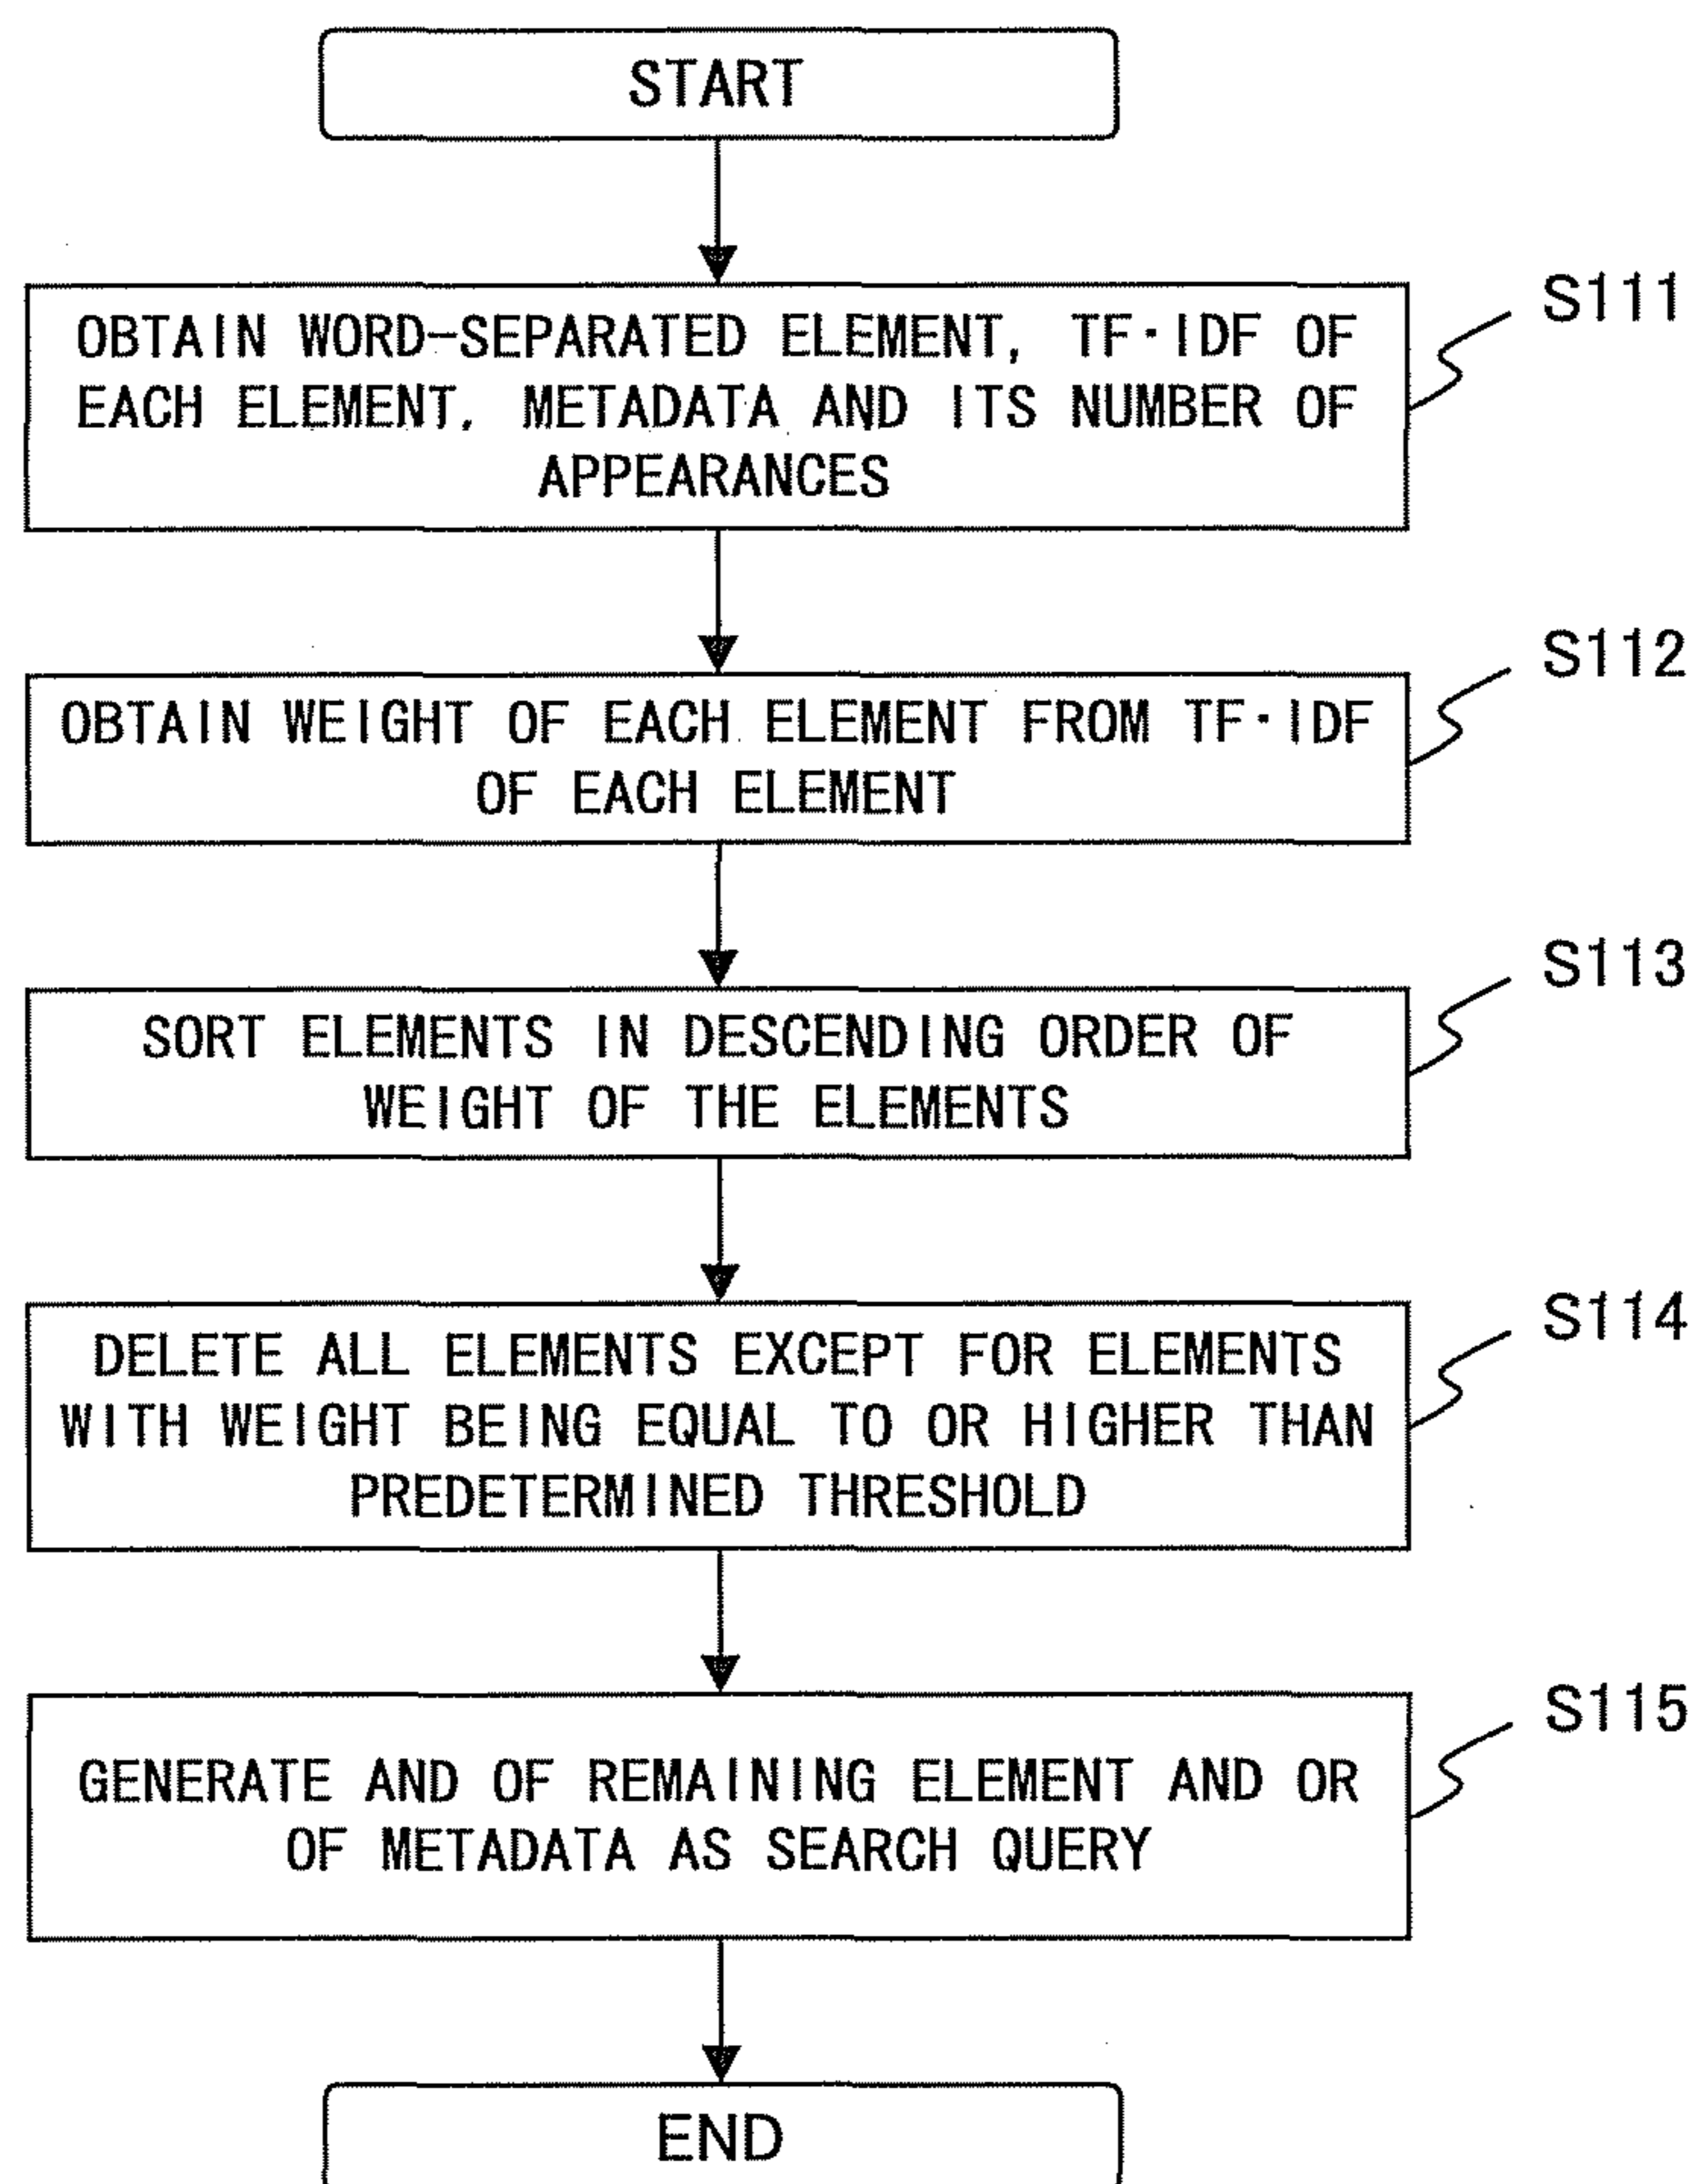 START
S111
OBTAIN WORD-SEPARATED ELEMENT, TF·IDF OF
EACH ELEMENT, METADATA AND ITS NUMBER OF
APPEARANCES
S112
OBTAIN WEIGHT OF EACH ELEMENT FROM TF·IDF
OF EACH ELEMENT
S113
SORT ELEMENTS IN DESCENDING ORDER OF
WEIGHT OF THE ELEMENTS
S114
DELETE ALL ELEMENTS EXCEPT FOR ELEMENTS
WITH WEIGHT BEING EQUAL TO OR HIGHER THAN
PREDETERMINED THRESHOLD
S115
GENERATE AND OF REMAINING ELEMENT AND OR
OF METADATA AS SEARCH QUERY
END